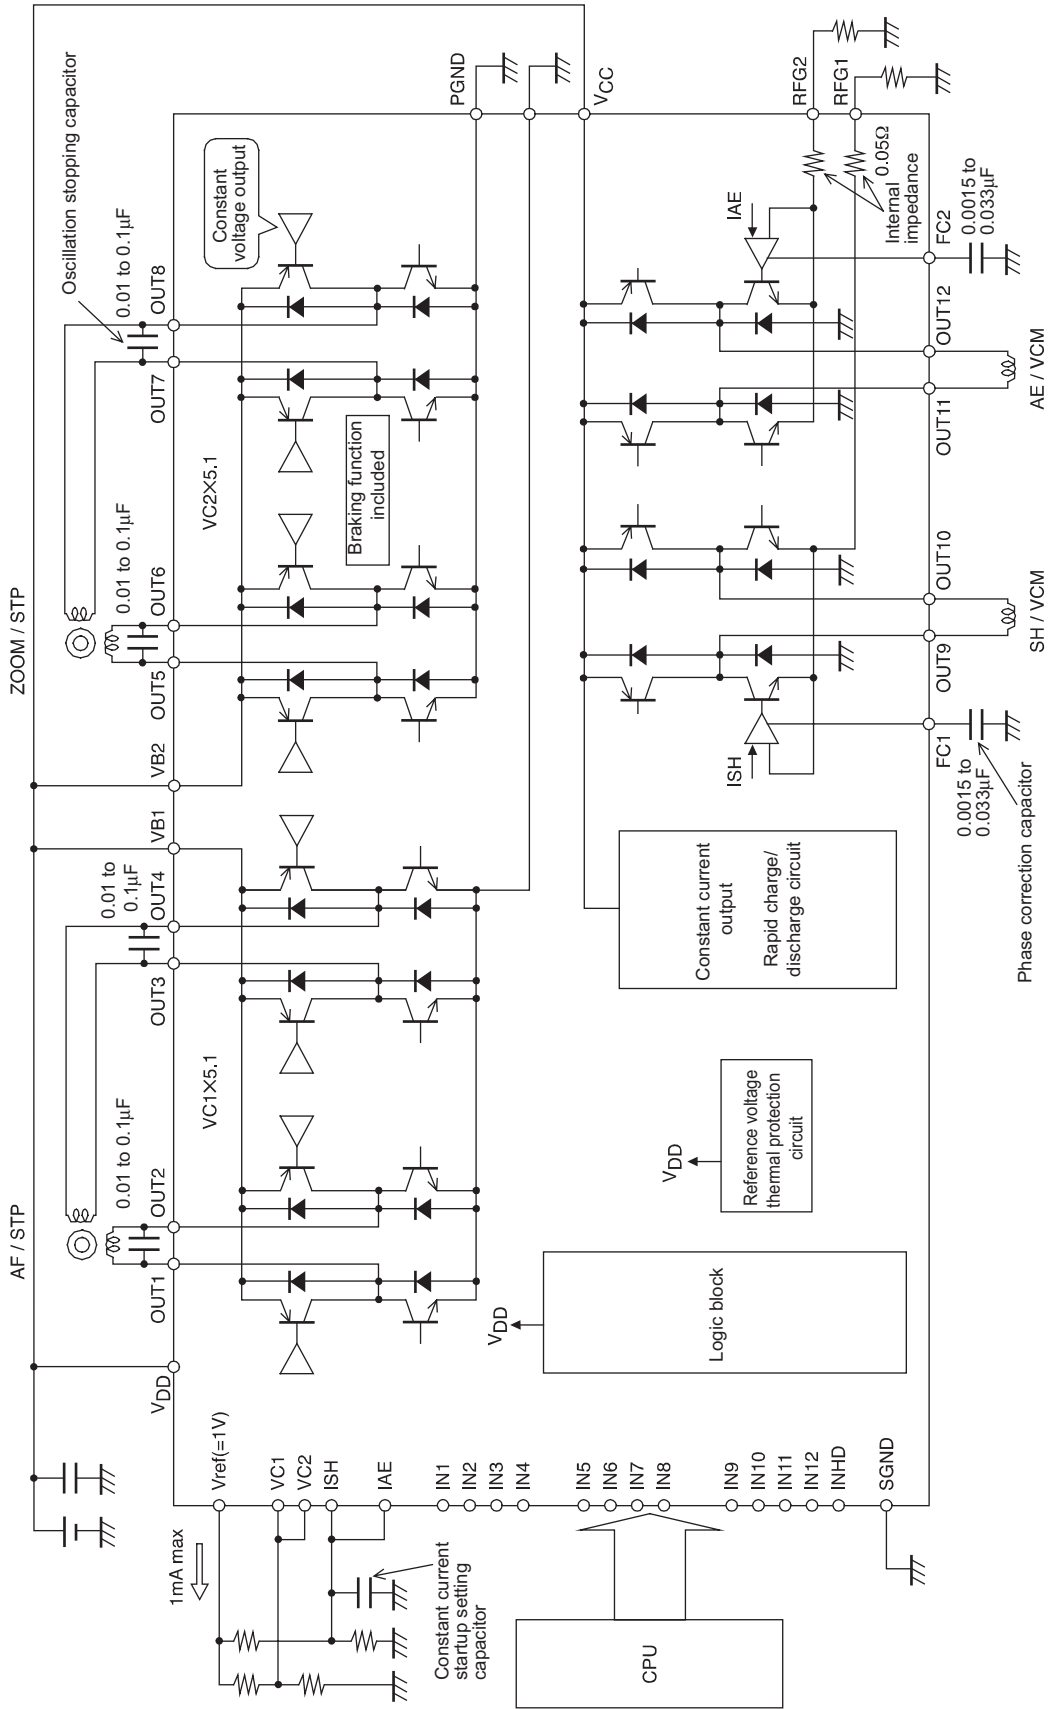 AF / STP
ZOOM / STP
Oscillation stopping capacitor
0.01 to 0.1µF
0.01 to
0.1µF
0.01 to 0.1µF
0.01 to 0.1µF
VDD
OUT1
OUT2
OUT3
OUT4
VB1
VB2
OUT5
OUT6
OUT7
OUT8
1mA max
Vref(=1V)
VC1
VC2
ISH
IAE
IN1
IN2
IN3
IN4
IN5
IN6
IN7
IN8
IN9
IN10
IN11
IN12
INHD
SGND
VC1X5.1
VC2X5.1
Constant
voltage output
Braking function
included
PGND
VCC
RFG2
RFG1
Constant current
startup setting
capacitor
CPU
VDD
Logic block
VDD
Reference voltage
thermal protection
circuit
Constant current
output
Rapid charge/
discharge circuit
ISH
IAE
0.05Ω
Internal
impedance
FC1
OUT9
OUT10
OUT11
OUT12
FC2
0.0015 to
0.033µF
0.0015 to
0.033µF
Phase correction capacitor
SH / VCM
AE / VCM